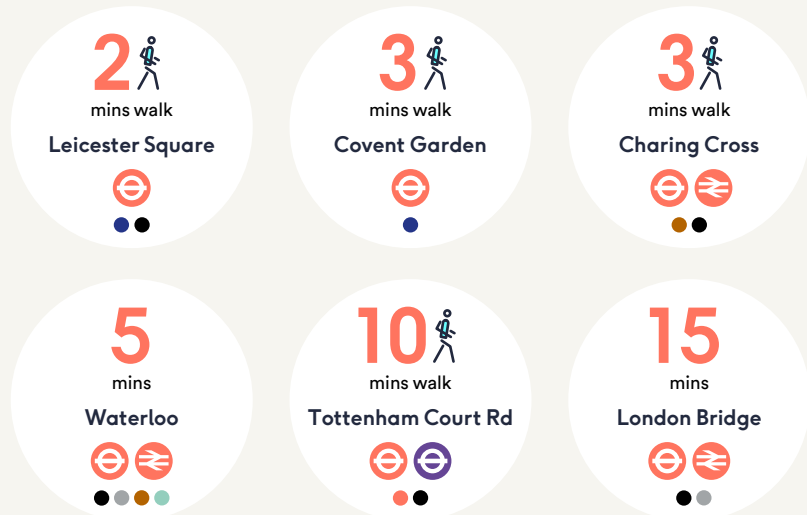 2
mins walk
Leicester Square
3
mins walk
Covent Garden
3
mins walk
Charing Cross
5
mins
Waterloo
10
mins walk
Tottenham Court Rd
15
mins
London Bridge